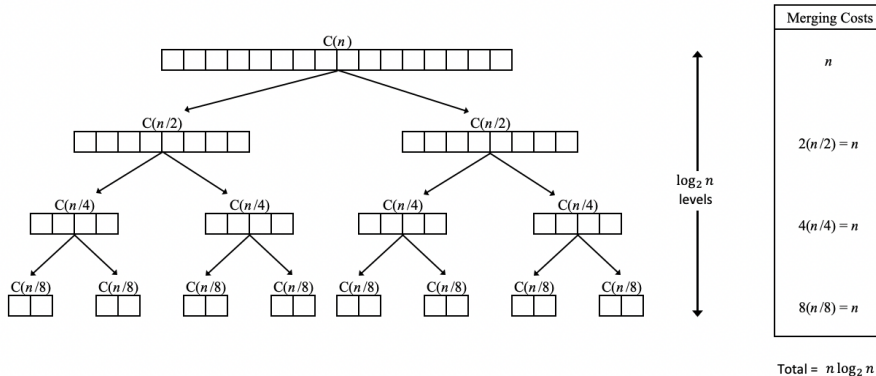 Merging Costs
C(n)
n
C(n/2) C(n/2)
2(n/2) = n
log₂ n
levels
C(n/4) C(n/4) C(n/4) C(n/4)
4(n/4) = n
C(n/8) C(n/8) C(n/8) C(n/8) C(n/8) C(n/8) C(n/8) C(n/8)
8(n/8) = n
Total = n log₂ n